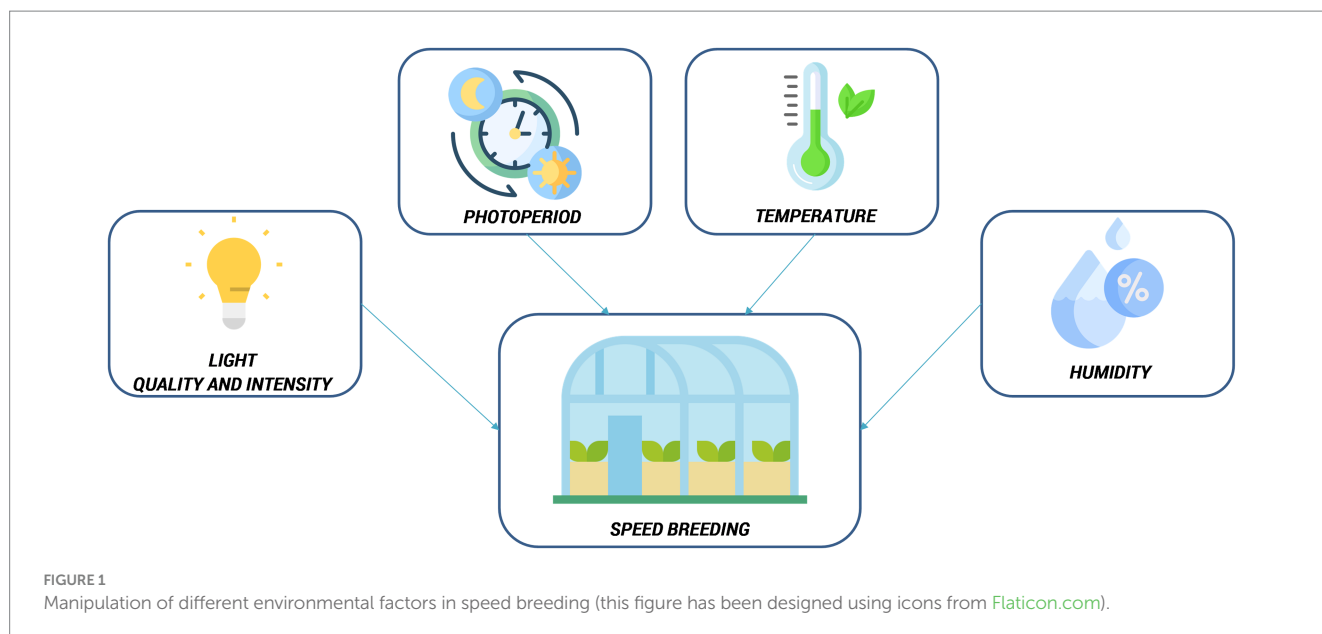 PHOTOPERIOD
TEMPERATURE
LIGHT
QUALITY AND INTENSITY
%
HUMIDITY
SPEED BREEDING
FIGURE 1
Manipulation of different environmental factors in speed breeding (this figure has been designed using icons from Flaticon.com).